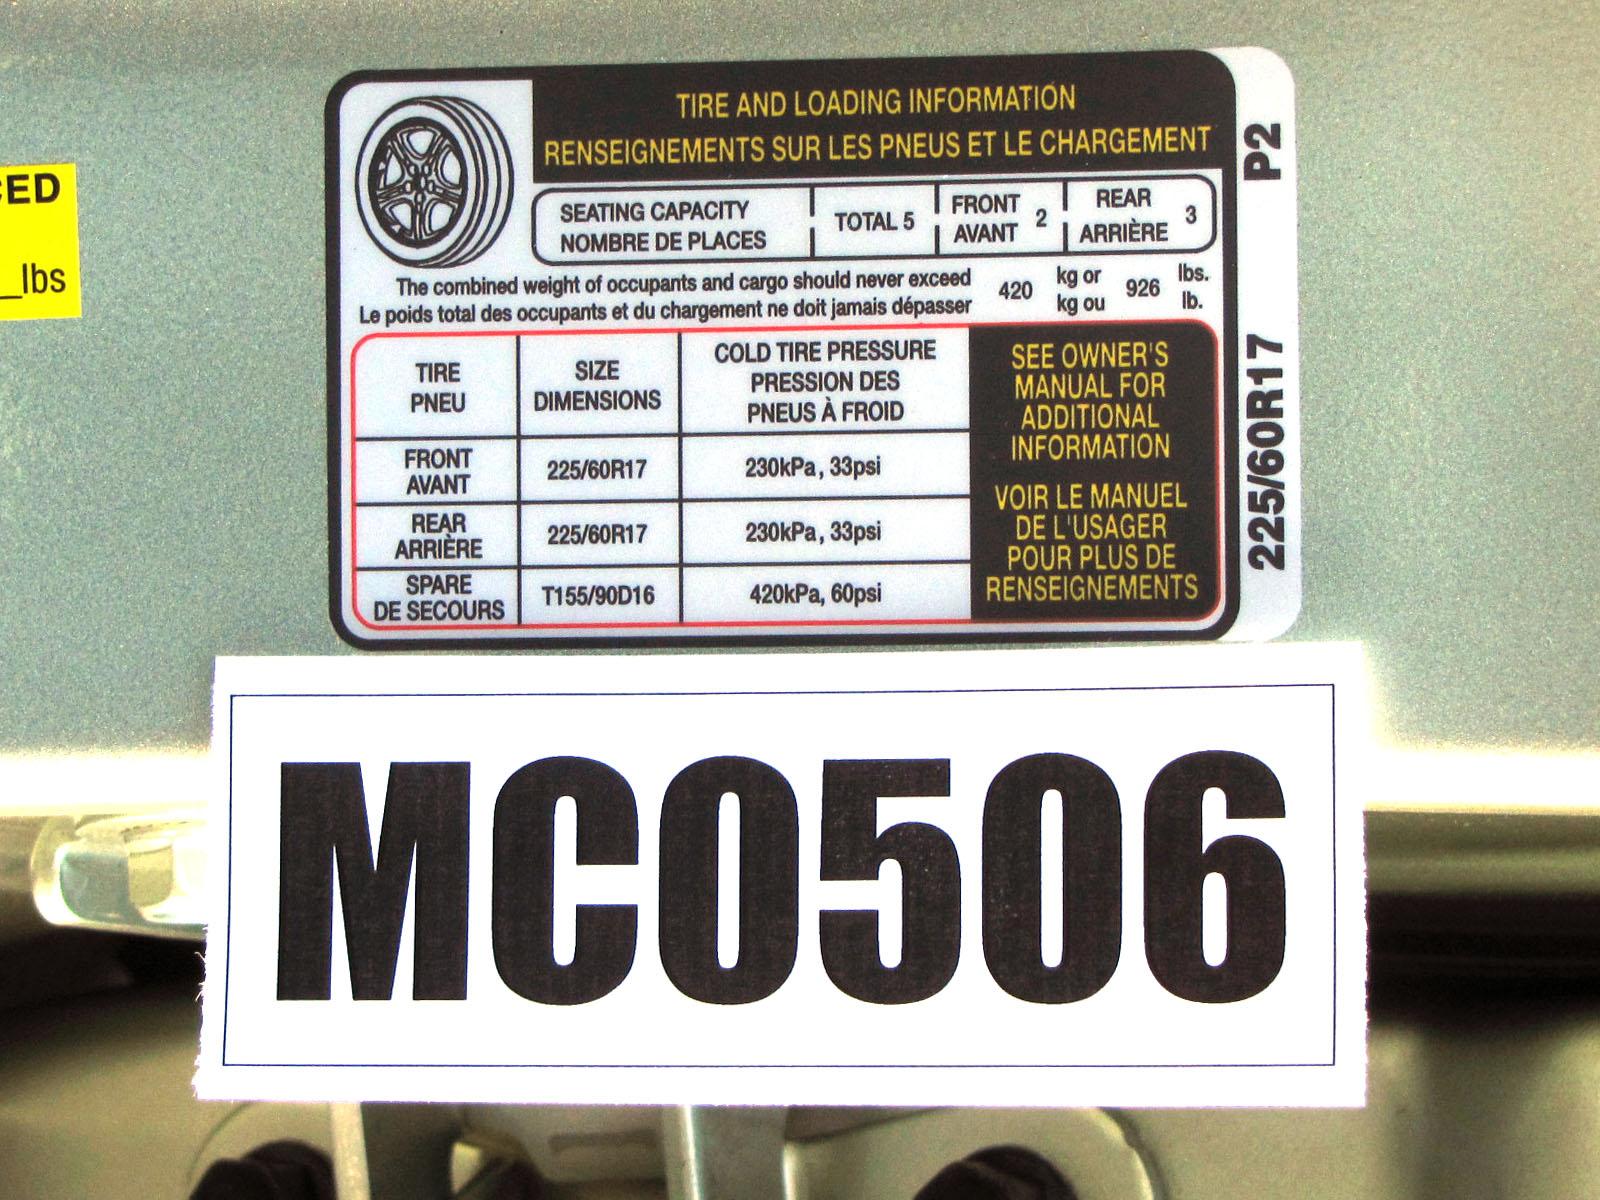 CED
_lbs
TIRE AND LOADING INFORMATION
RENSEIGNEMENTS SUR LES PNEUS ET LE CHARGEMENT
SEATING CAPACITY
NOMBRE DE PLACES
TOTAL 5
FRONT
AVANT
2
REAR
ARRIÈRE
3
The combined weight of occupants and cargo should never exceed
Le poids total des occupants et du chargement ne doit jamais dépasser
420
kg or
kg ou
926
lbs.
lb.
TIRE
PNEU
SIZE
DIMENSIONS
COLD TIRE PRESSURE
PRESSION DES
PNEUS À FROID
FRONT
AVANT
225/60R17
230kPa, 33psi
REAR
ARRIÈRE
225/60R17
230kPa, 33psi
SPARE
DE SECOURS
T155/90D16
420kPa, 60psi
SEE OWNER'S
MANUAL FOR
ADDITIONAL
INFORMATION
VOIR LE MANUEL
DE L'USAGER
POUR PLUS DE
RENSEIGNEMENTS
225/60R17 P2
MC0506